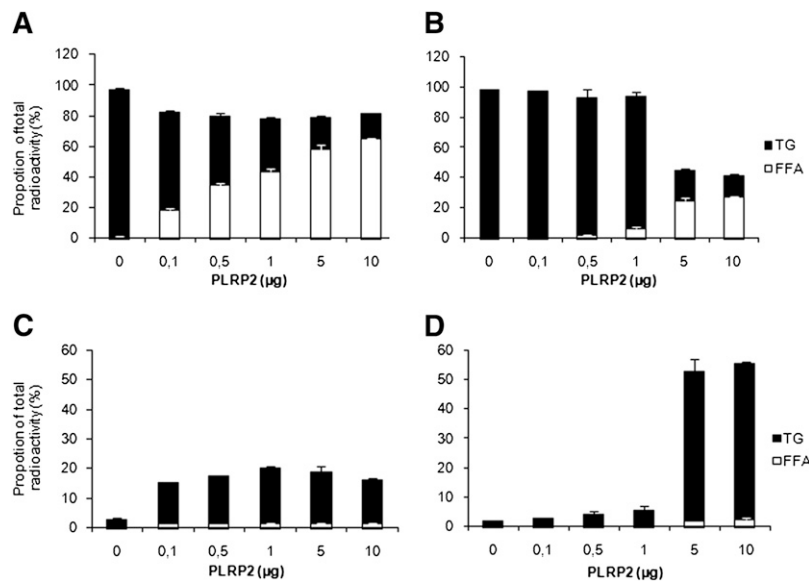 A
120
100
80
60
40
20
0
Propotion oftotal
radioactivity (%)
0 0,1 0,5 1 5 10
PLRP2 (µg)
B
120
100
80
60
40
20
0
0 0,1 0,5 1 5 10
PLRP2 (µg)
TG
FFA
C
60
50
40
30
20
10
0
Propotion of total
radioactivity (%)
0 0,1 0,5 1 5 10
PLRP2 (µg)
D
60
50
40
30
20
10
0
0 0,1 0,5 1 5 10
PLRP2 (µg)
TG
FFA